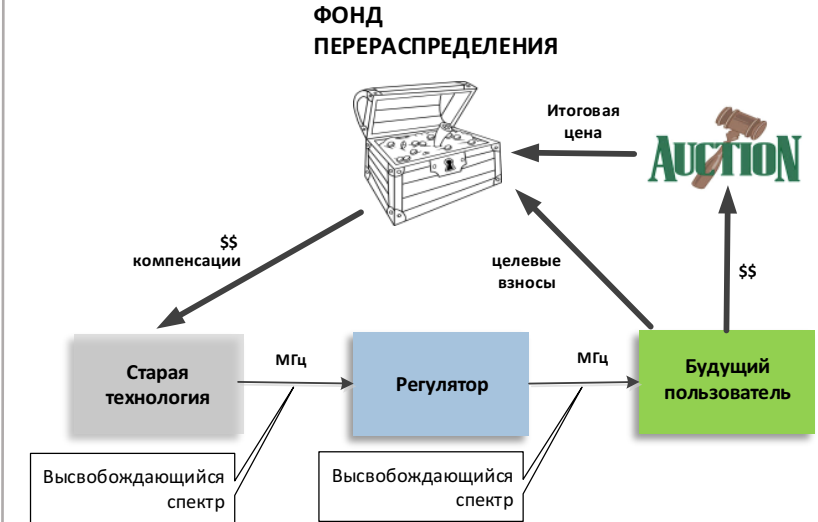 ФОНД
ПЕРЕРАСПРЕДЕЛЕНИЯ
Итоговая
цена
AUCTION
$$
компенсации
целевые
взносы
$$
Старая
технология
МГц
Регулятор
МГц
Будущий
пользователь
Высвобождающийся
спектр
Высвобождающийся
спектр